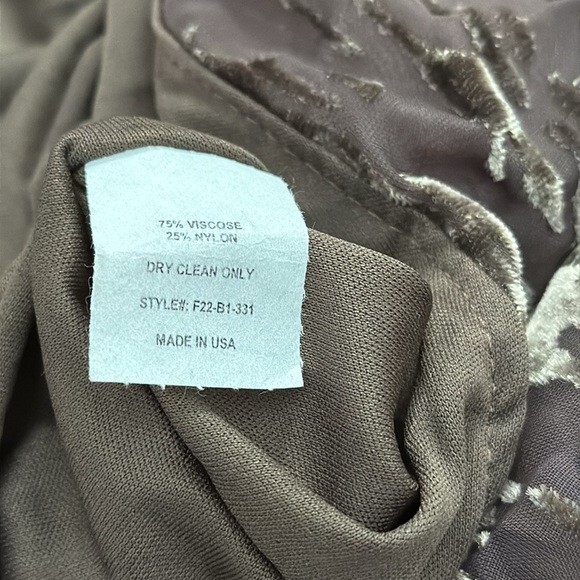 75% VISCOSE
25% NYLON
DRY CLEAN ONLY
STYLE#: F22-B1-331
MADE IN USA